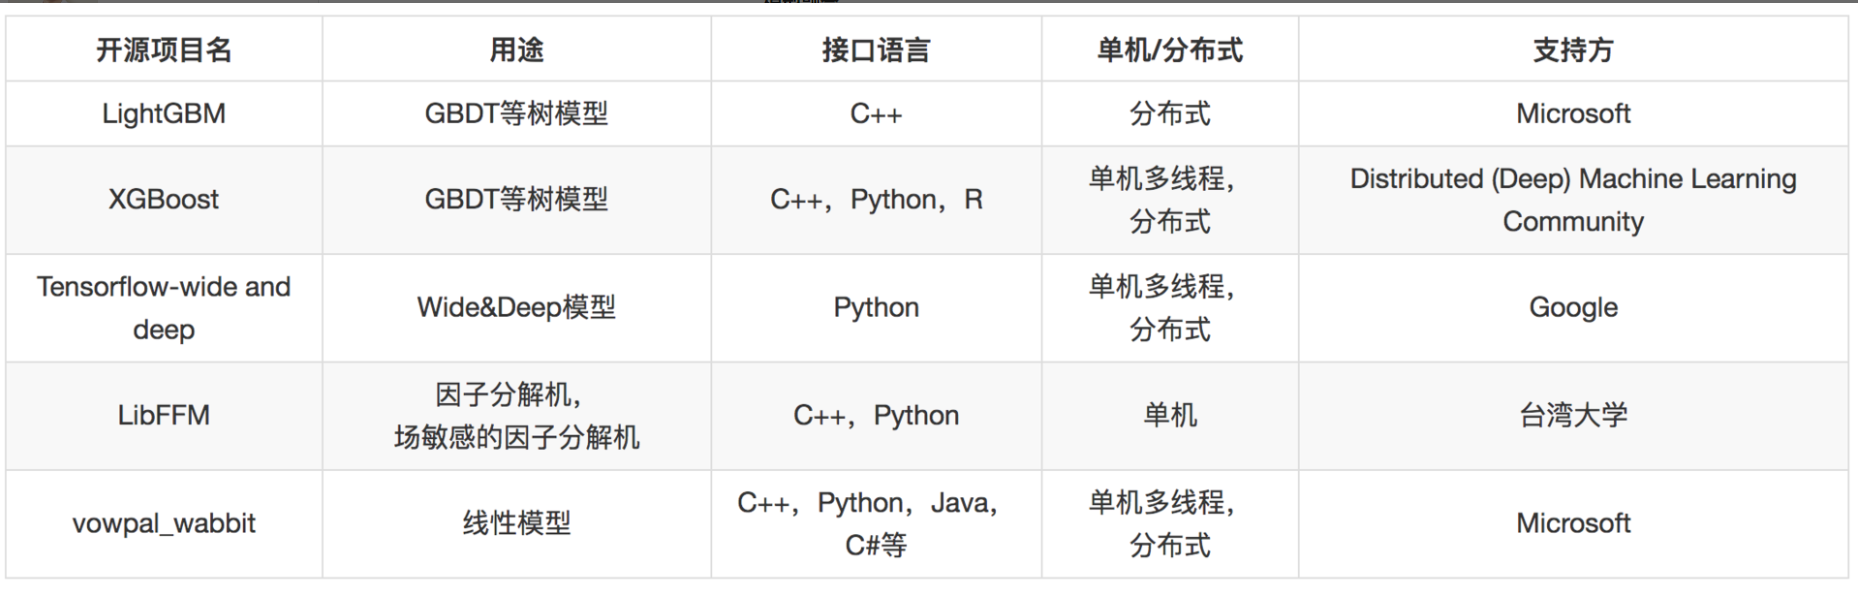 开源项目名 用途 接口语言 单机/分布式 支持方
LightGBM GBDT等树模型 C++ 分布式 Microsoft
XGBoost GBDT等树模型 C++，Python，R 单机多线程，
分布式 Distributed (Deep) Machine Learning
Community
Tensorflow-wide and
deep Wide&Deep模型 Python 单机多线程，
分布式 Google
LibFFM 因子分解机，
场敏感的因子分解机 C++，Python 单机 台湾大学
vowpal_wabbit 线性模型 C++，Python，Java，
C#等 单机多线程，
分布式 Microsoft